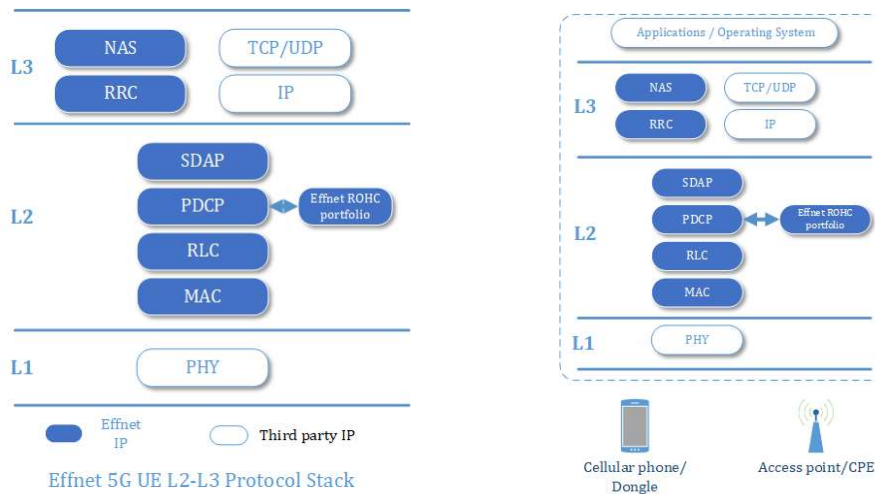 L3
NAS
TCP/UDP
RRC
IP
L2
SDAP
PDCP
Effnet ROHC
portfolio
RLC
MAC
L1
PHY
Effnet
IP
Third party IP
Effnet 5G UE L2-L3 Protocol Stack
Applications / Operating System
L3
NAS
TCP/UDP
RRC
IP
L2
SDAP
PDCP
Effnet ROHC
portfolio
RLC
MAC
L1
PHY
Cellular phone/
Dongle
Access point/CPE